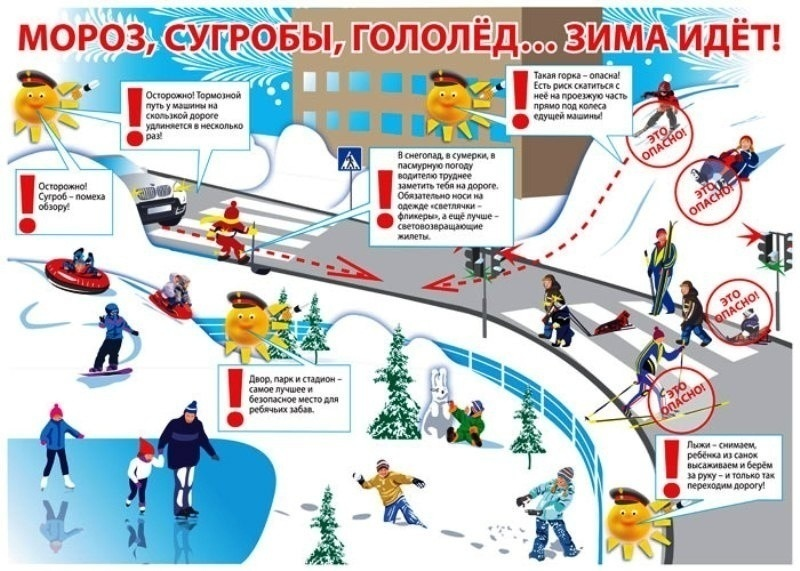 МОРОЗ, СУГРОБЫ, ГОЛОЛЁД... ЗИМА ИДЁТ!
Осторожно! Тормозной
путь у машины на
скользкой дороге
удлиняется в несколько
раз!
Такая горка – опасна!
Есть риск скатиться с
неё на проезжую часть
прямо под колеса
едущей машины!
ЭТО
ОПАСНО!
ЭТО
ОПАСНО!
Осторожно!
Сугроб – помеха
обзору!
В снегопад, в сумерки, в
пасмурную погоду
водителю труднее
заметить тебя на дороге.
Обязательно носи на
одежде «светлячки –
фликеры», а ещё лучше –
световозвращающие
жилеты.
ЭТО
ОПАСНО!
ЭТО
ОПАСНО!
Двор, парк и стадион –
самое лучшее и
безопасное место для
ребячьих забав.
Лыжи – снимаем,
ребёнка из санок
высаживаем и берём
за руку – и только так
переходим дорогу!